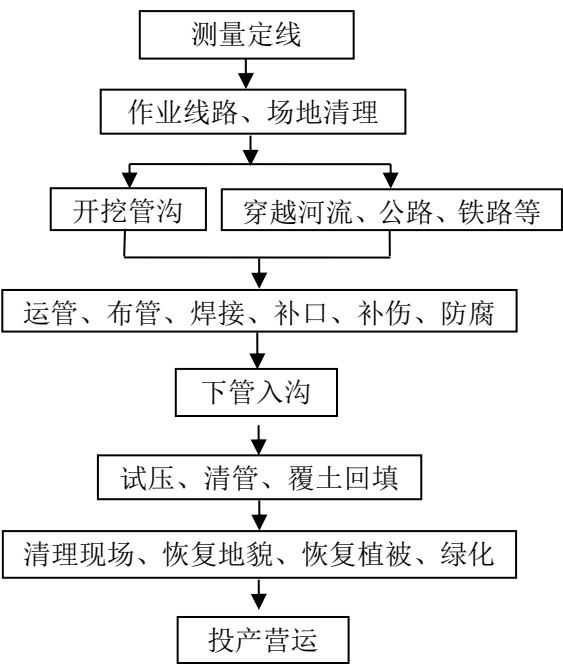 测量定线
作业线路、场地清理
开挖管沟
穿越河流、公路、铁路等
运管、布管、焊接、补口、补伤、防腐
下管入沟
试压、清管、覆土回填
清理现场、恢复地貌、恢复植被、绿化
投产营运